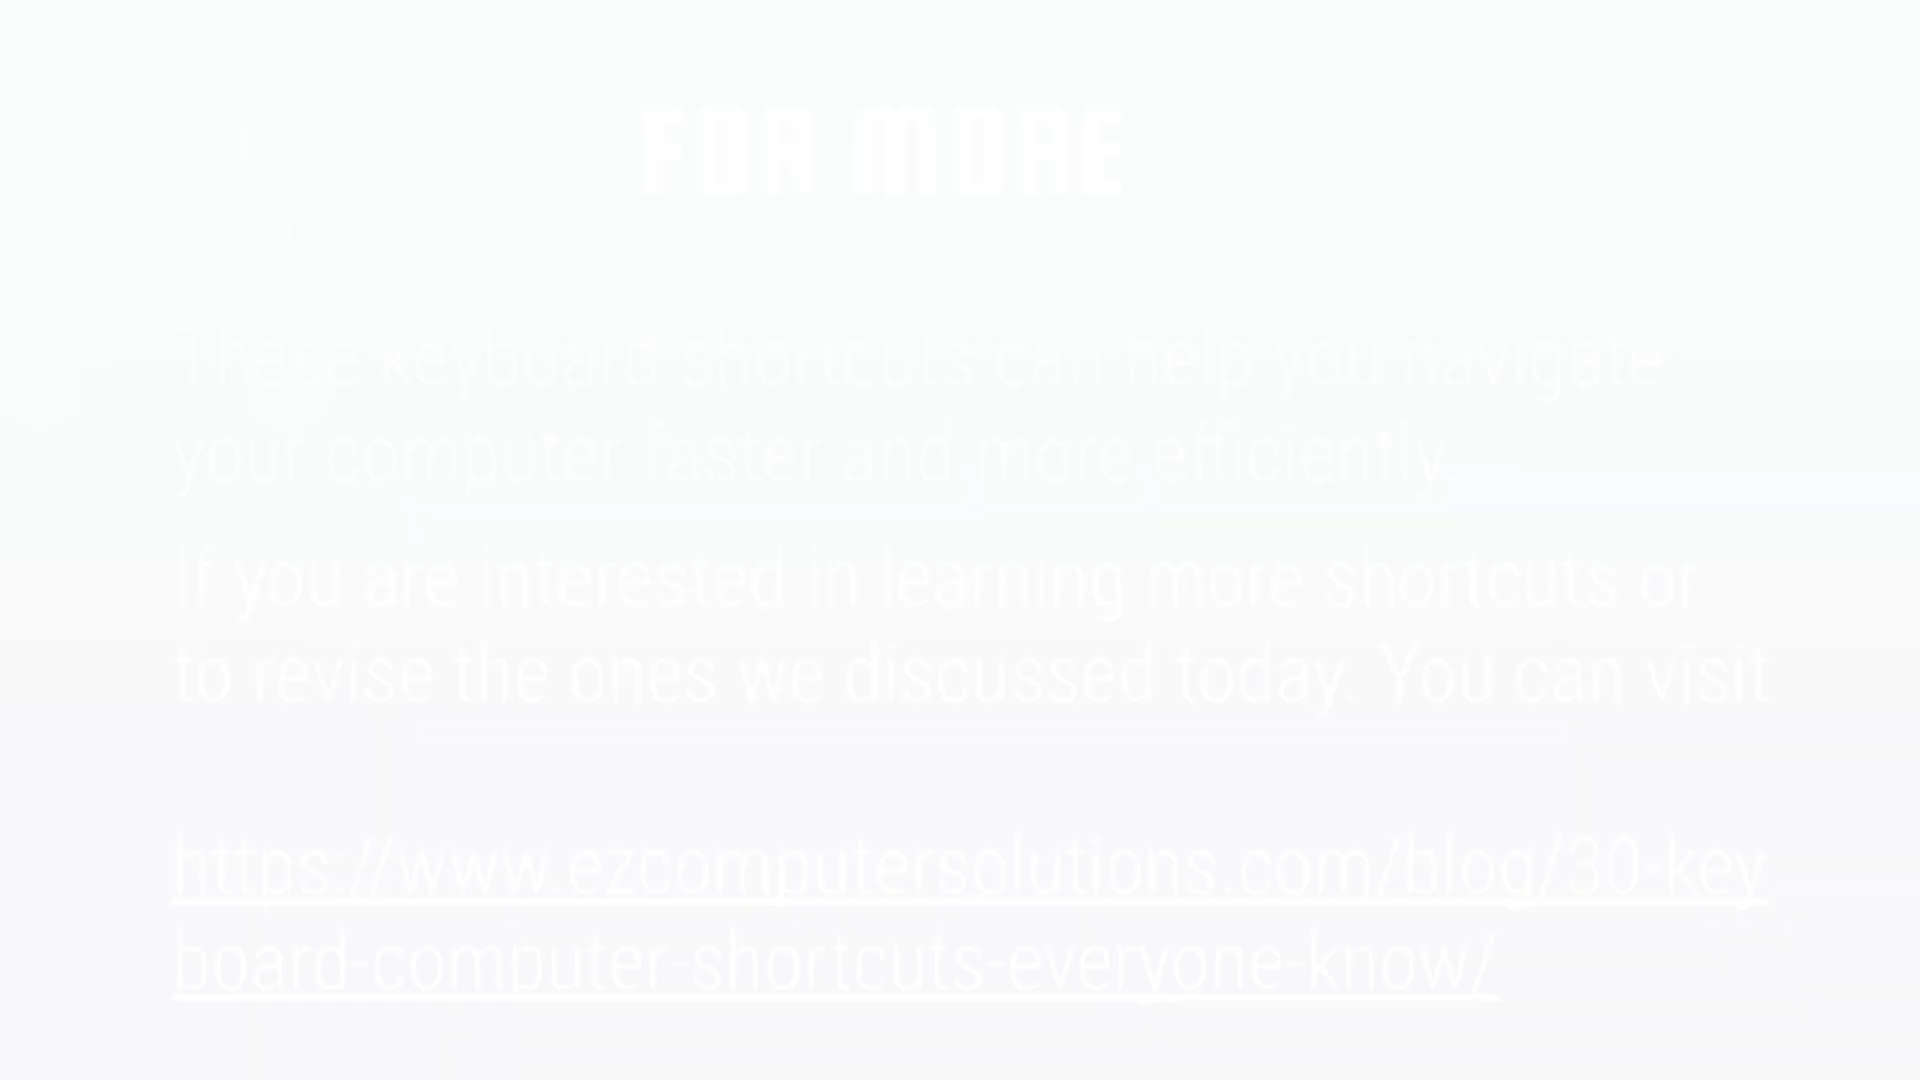 FOR MORE
These keyboard shortcuts can help you navigate
your computer faster and more efficiently.
If you are interested in learning more shortcuts or
to revise the ones we discussed today. You can visit
https://www.ezcomputersolutions.com/blog/30-key
board-computer-shortcuts-everyone-know/